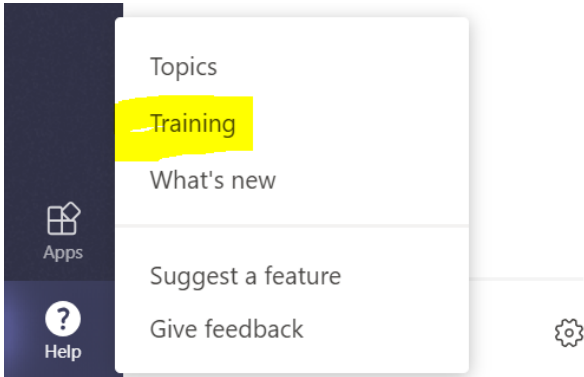 Topics
Training
What's new
Apps
Suggest a feature
Help
Give feedback